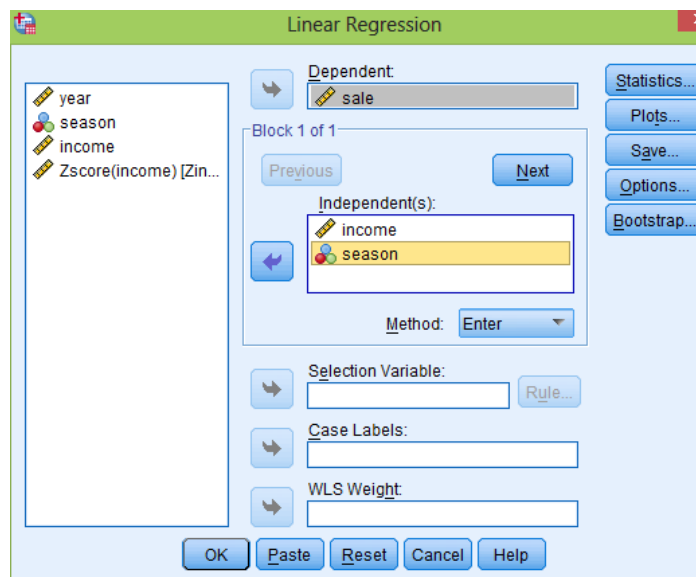 Linear Regression
year
season
income
Zscore(income) [Zin...
Dependent:
sale
Block 1 of 1
Previous
Next
Independent(s):
income
season
Method:
Enter
Selection Variable:
Rule...
Case Labels:
WLS Weight:
Statistics...
Plots...
Save...
Options...
Bootstrap...
OK
Paste
Reset
Cancel
Help